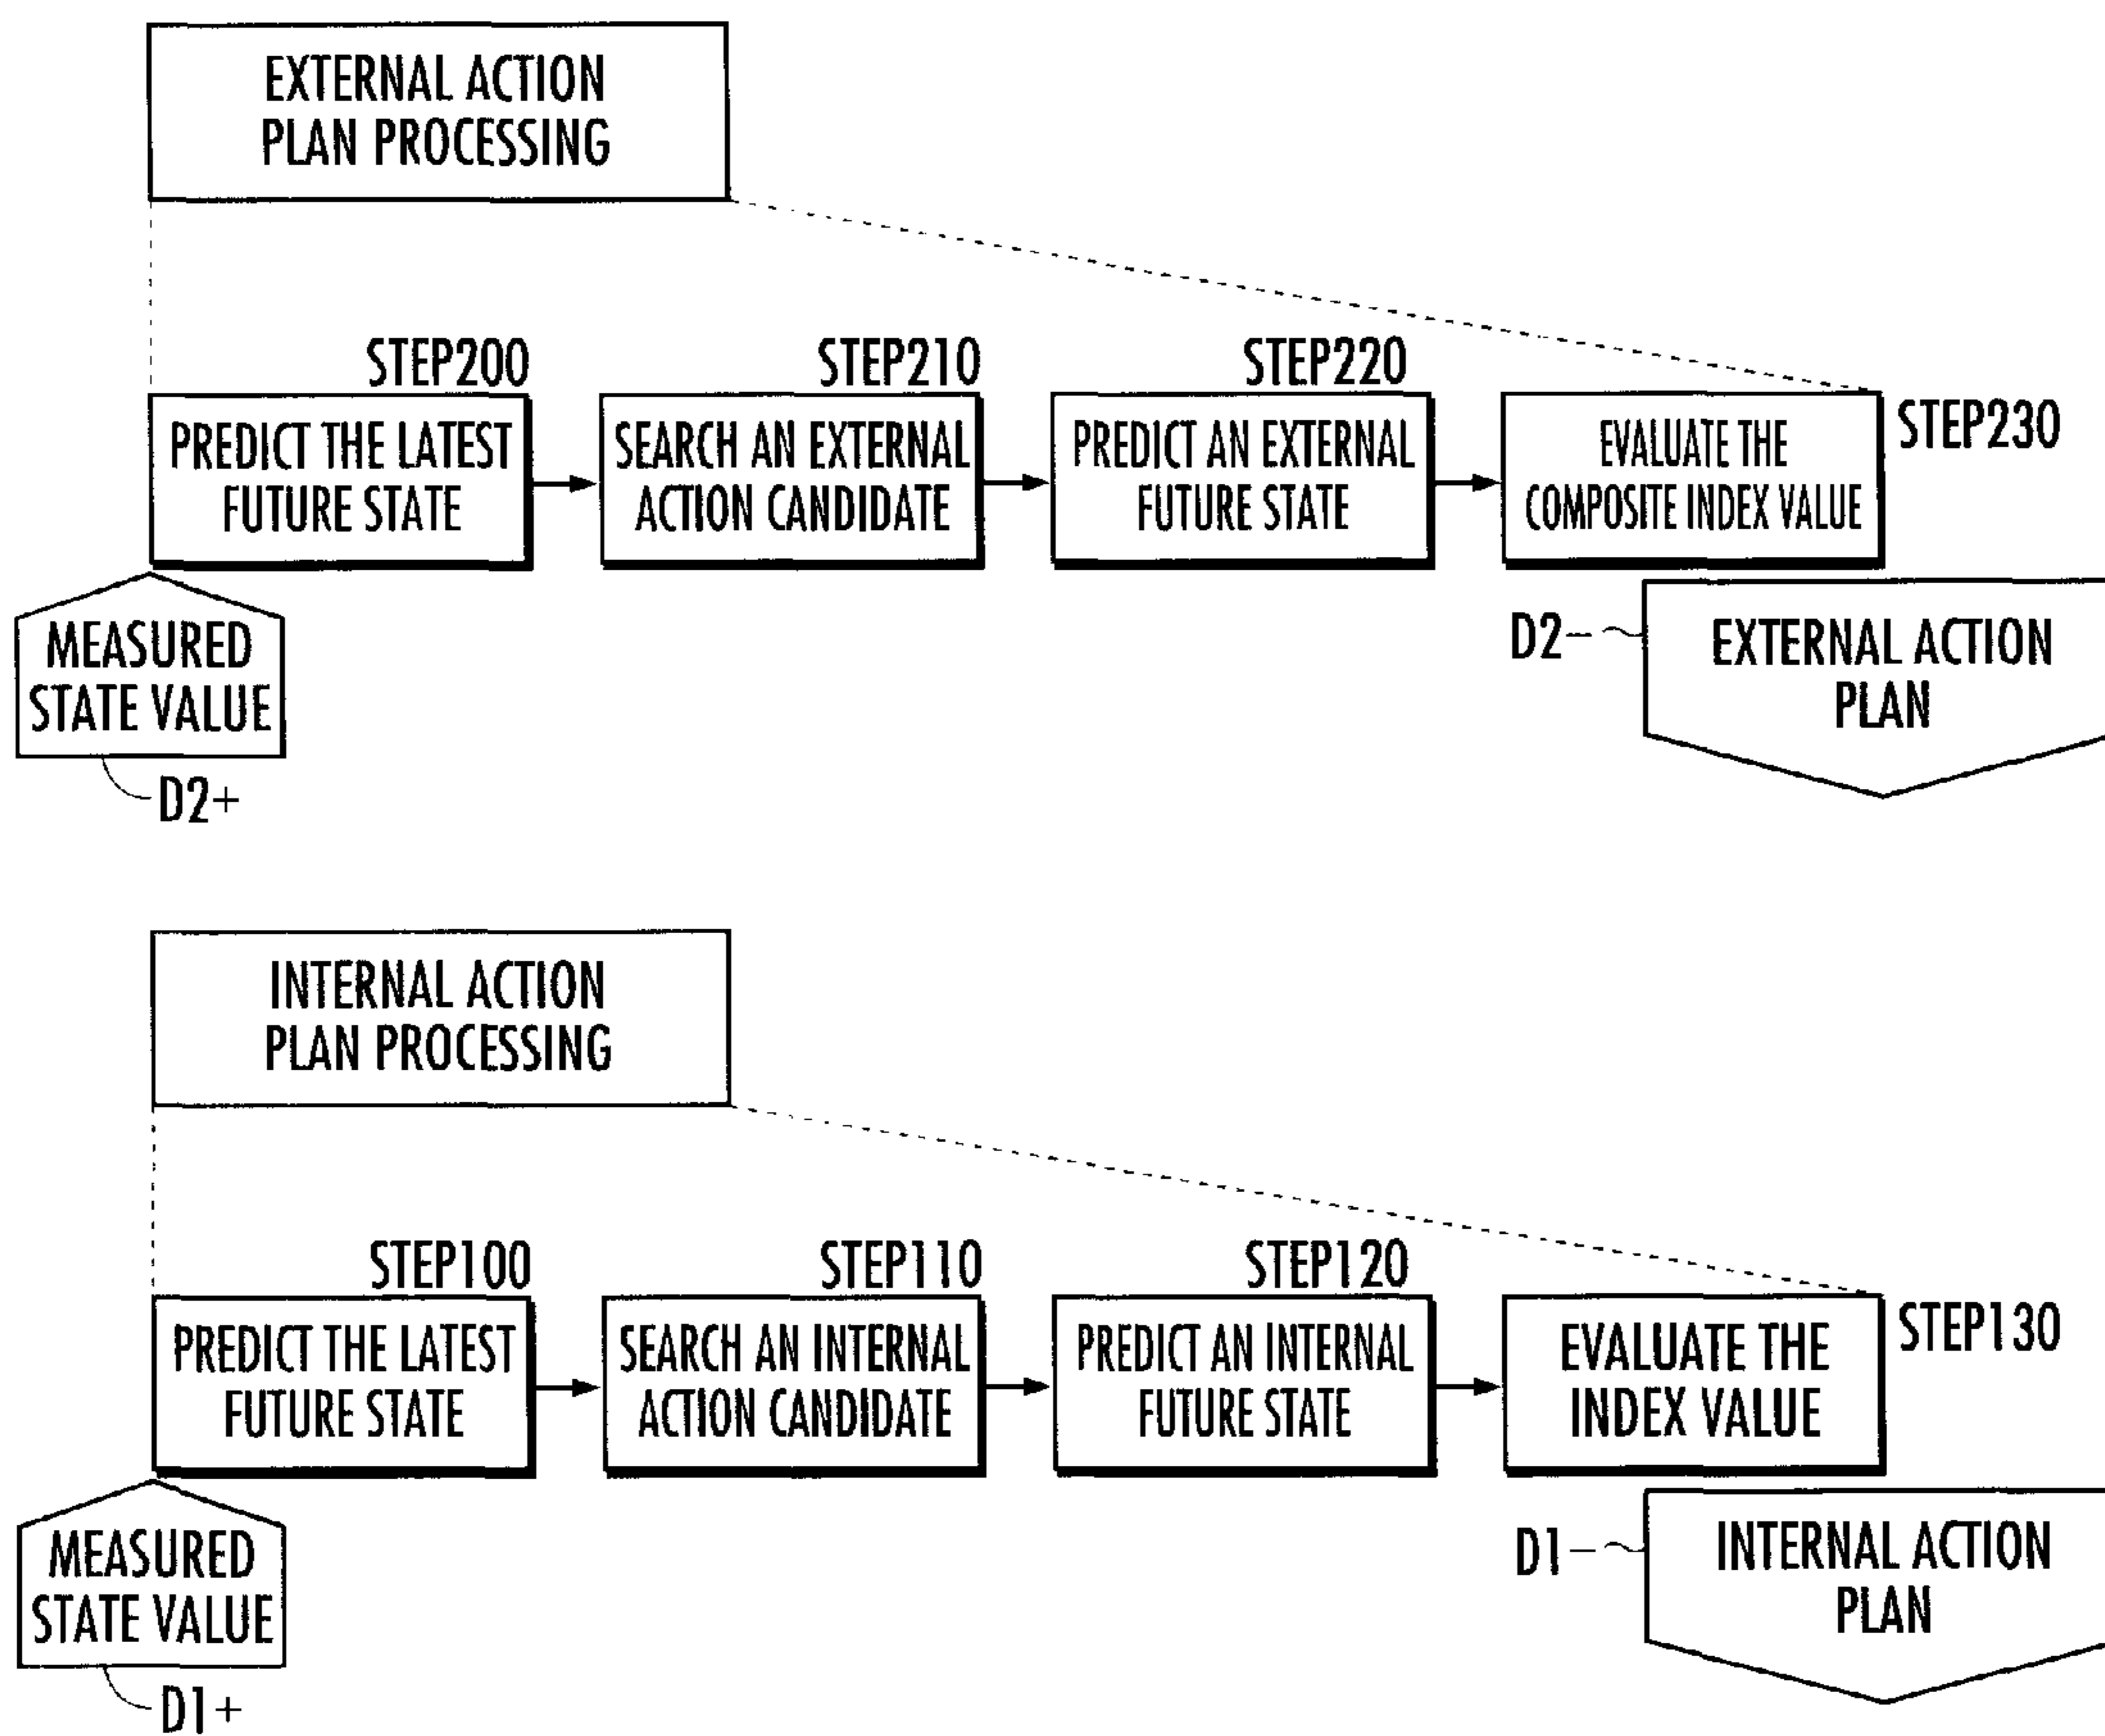 EXTERNAL ACTION
PLAN PROCESSING
STEP200
STEP210
STEP220
STEP230
PREDICT THE LATEST
FUTURE STATE
SEARCH AN EXTERNAL
ACTION CANDIDATE
PREDICT AN EXTERNAL
FUTURE STATE
EVALUATE THE
COMPOSITE INDEX VALUE
MEASURED
STATE VALUE
D2+
D2-
EXTERNAL ACTION
PLAN
INTERNAL ACTION
PLAN PROCESSING
STEP100
STEP110
STEP120
STEP130
PREDICT THE LATEST
FUTURE STATE
SEARCH AN INTERNAL
ACTION CANDIDATE
PREDICT AN INTERNAL
FUTURE STATE
EVALUATE THE
INDEX VALUE
MEASURED
STATE VALUE
D1+
D1-
INTERNAL ACTION
PLAN